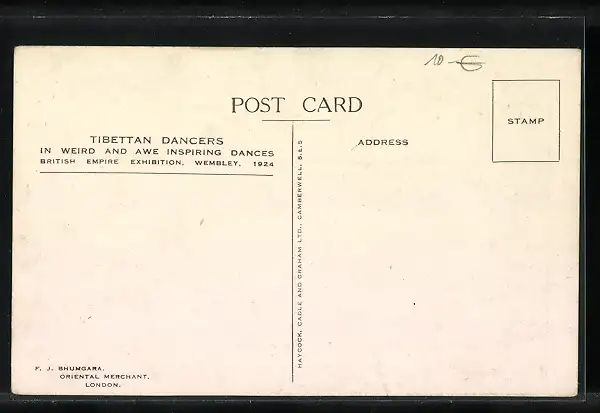 10 €
POST CARD
TIBETTAN DANCERS
IN WEIRD AND AWE INSPIRING DANCES
BRITISH EMPIRE EXHIBITION, WEMBLEY, 1924
ADDRESS
STAMP
HAYCOCK, CADLE AND GRAHAM LTD., CAMBERWELL, S.E.5
F. J. BHUMGARA,
ORIENTAL MERCHANT,
LONDON.